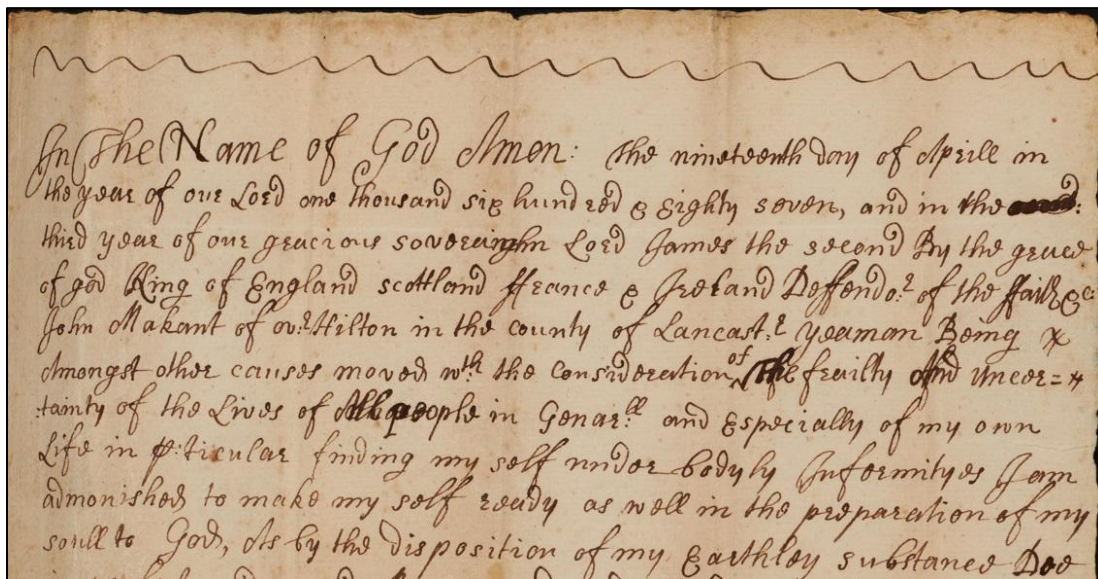 In The Name of God Amen: the nineteenth day of Aprill in
the year of our Lord one thousand six hundred & Eighty seven, and in the
third year of our gracious soveraingn Lord James the second By the grace
of god King of England scottland ffrance & Ireland Deffendo:r of the ffaith &c:
John Makant of ov:r Hilton in the county of Lancast:r yeaman Being
Amongst other causes moved wth the Consideration of The frailty And Uncer=
:tainty of the Lives of All people in Genar:ll and Especially of my own
Life in p:ticular finding my self under bodyly Infermityes I am
admonished to make my self ready as well in the preparation of my
soull to God, As by the disposition of my Earthley substance Doe